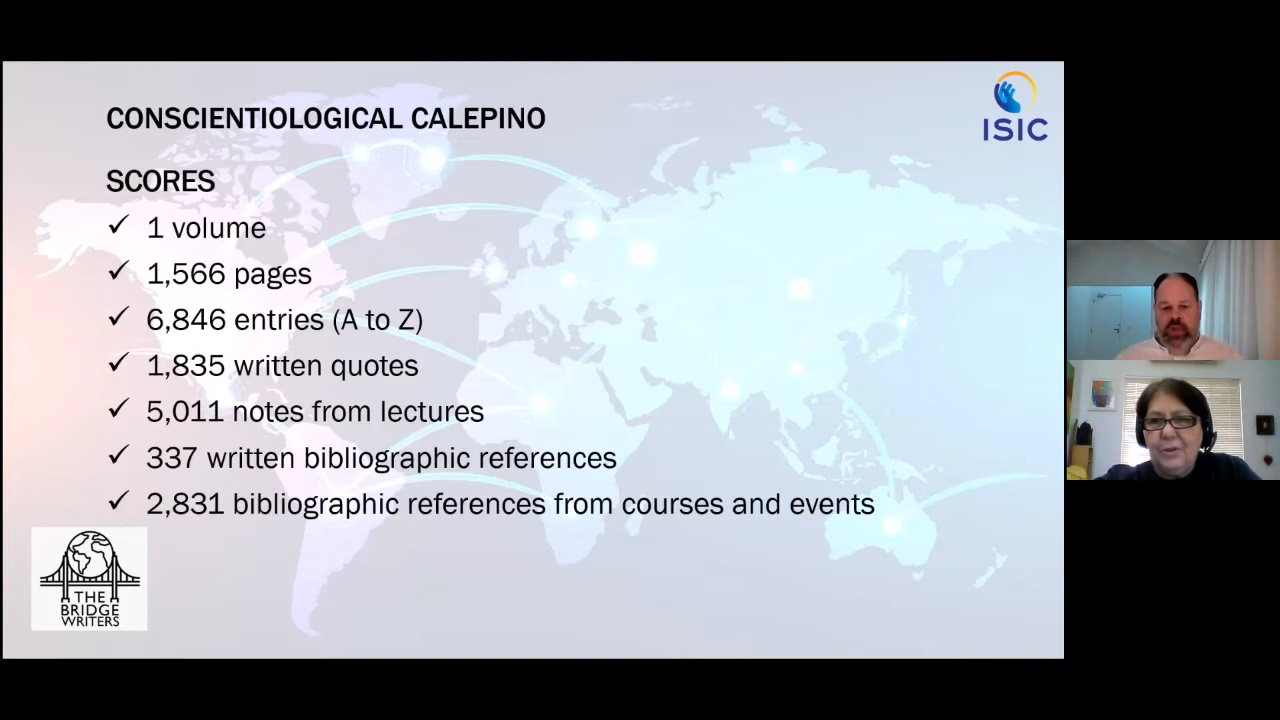 CONSCIENTIOLOGICAL CALEPINO
ISIC
SCORES
✓ 1 volume
✓ 1,566 pages
✓ 6,846 entries (A to Z)
✓ 1,835 written quotes
✓ 5,011 notes from lectures
✓ 337 written bibliographic references
✓ 2,831 bibliographic references from courses and events
THE
BRIDGE
WRITERS